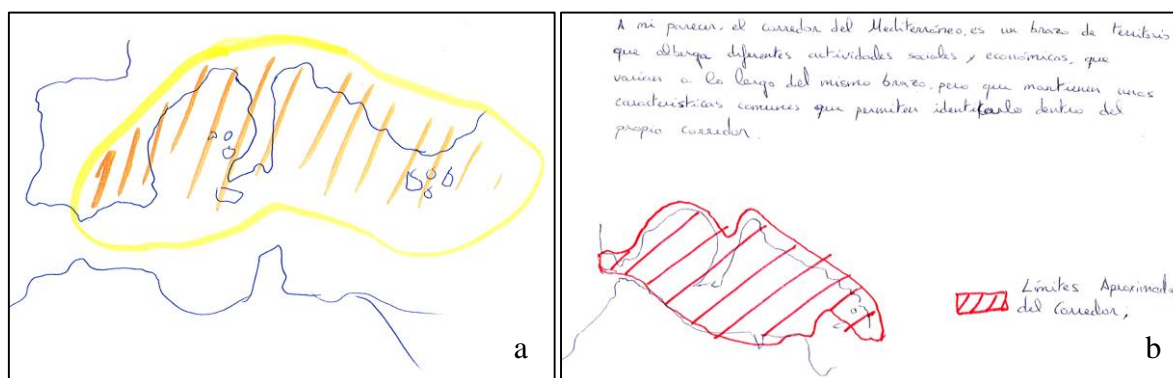 A mi parecer, el corredor del Mediterráneo, es un brazo de territorio
que alberga diferentes actividades sociales y económicas, que
varían a lo largo del mismo brazo, pero que mantienen unas
características comunes que permiten identificarlo dentro del
propio corredor.
Límites Aproximado
del Corredor;
a
b